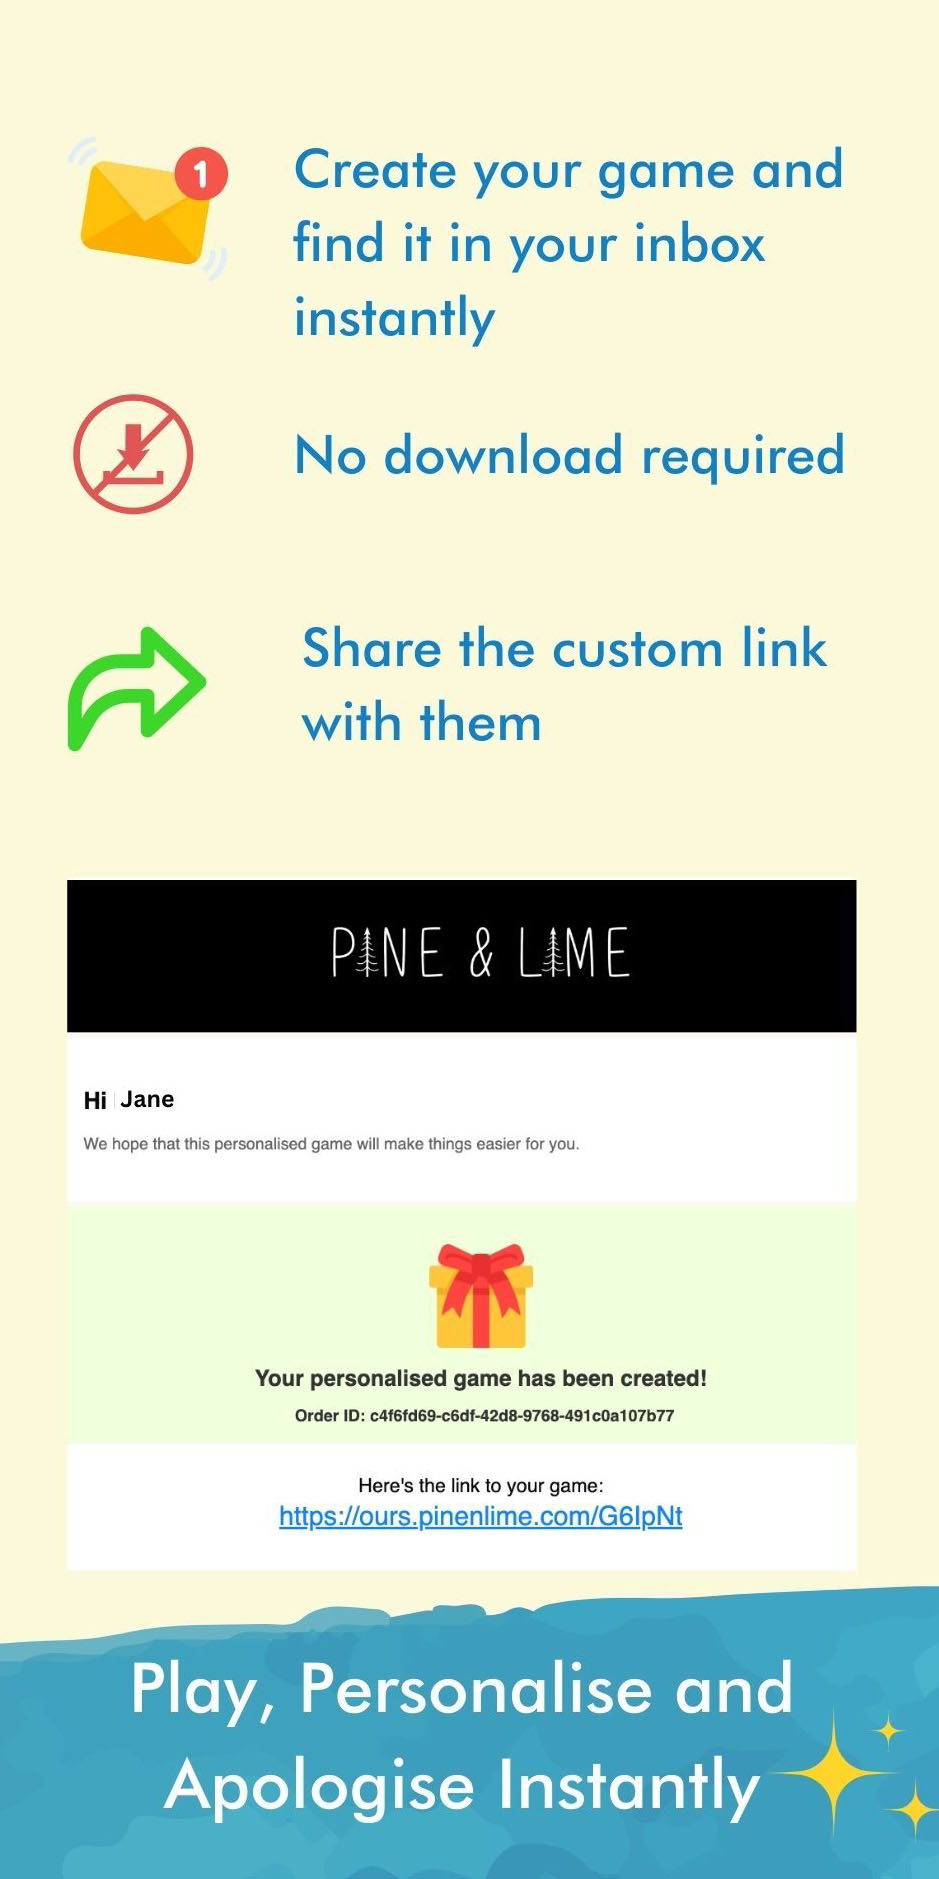 1
Create your game and
find it in your inbox
instantly
No download required
Share the custom link
with them
PINE & LIME
Hi Jane
We hope that this personalised game will make things easier for you.
Your personalised game has been created!
Order ID: c4f6fd69-c6df-42d8-9768-491c0a107b77
Here's the link to your game:
https://ours.pinenlime.com/G6IpNt
Play, Personalise and
Apologise Instantly